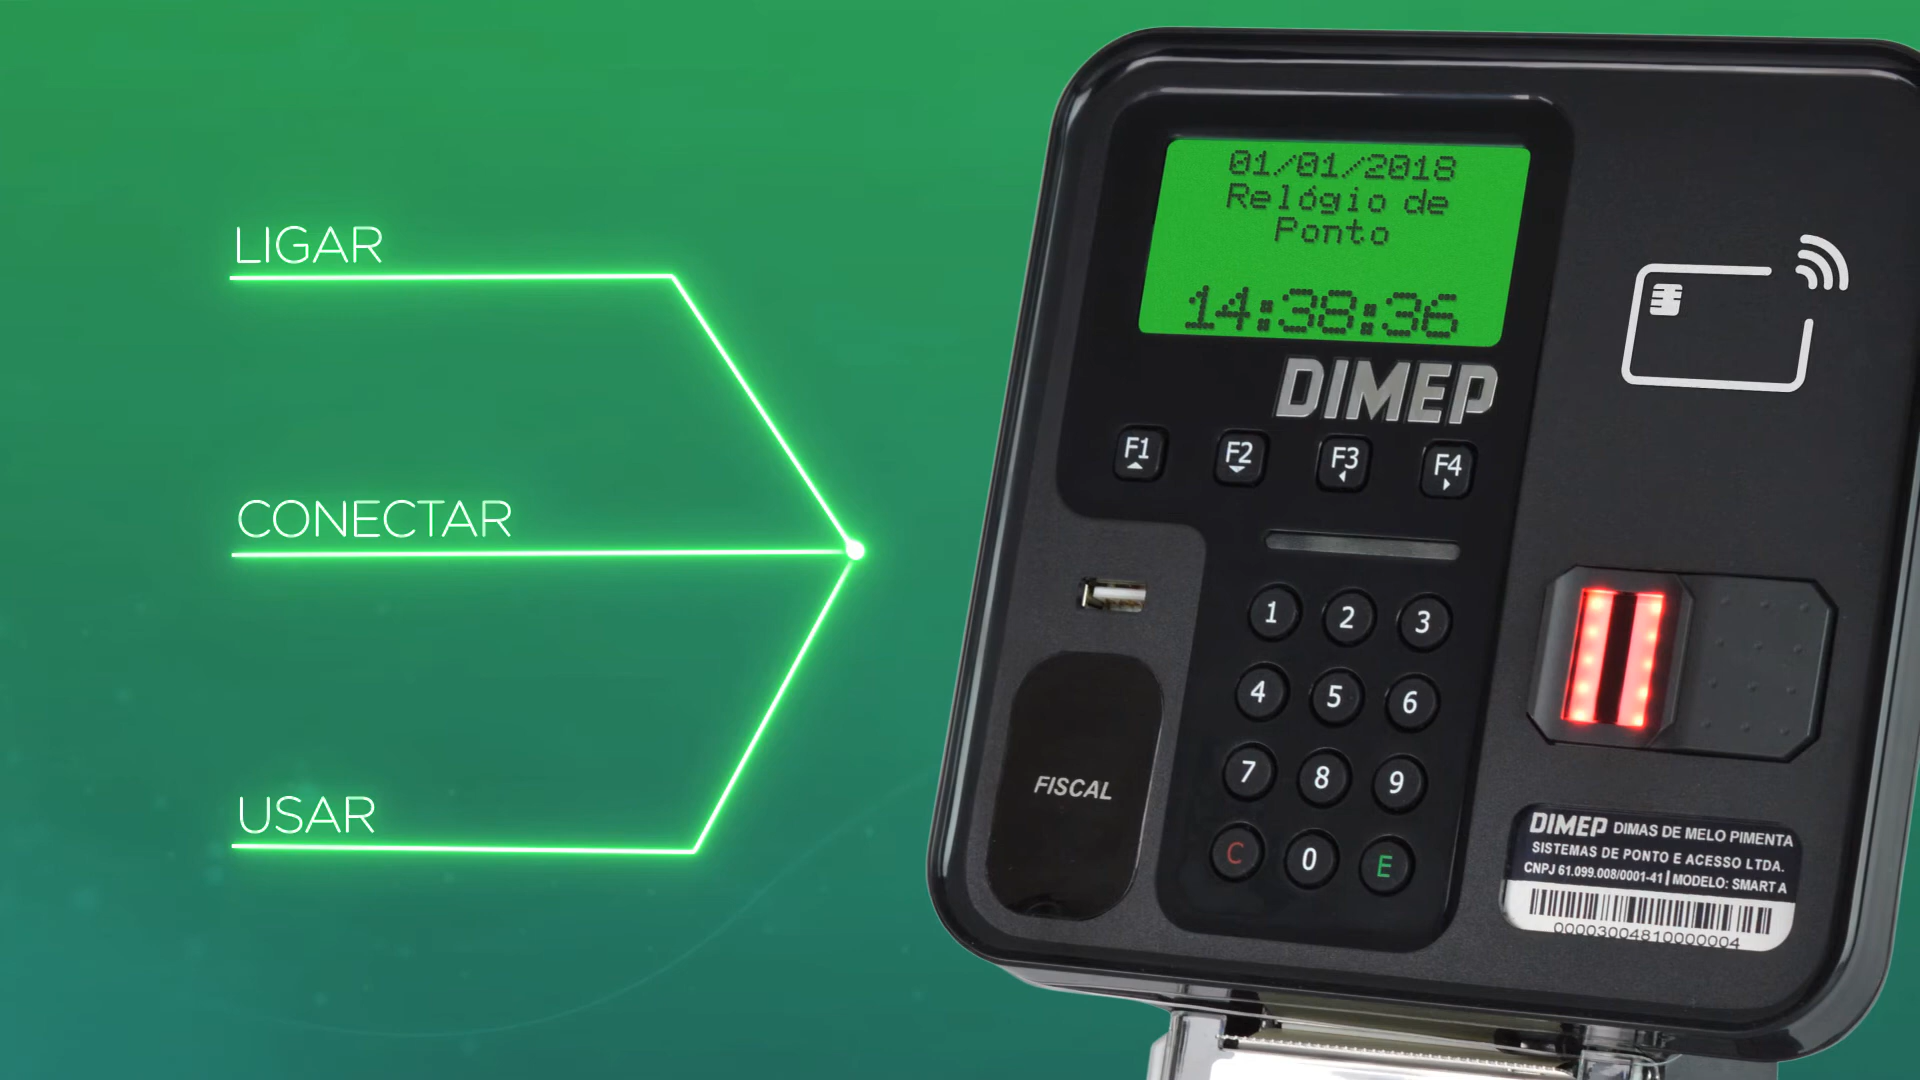 LIGAR
CONECTAR
USAR
01/01/2018
Relógio de
Ponto
14:38:36
DIMEP
F1
F2
F3
F4
1
2
3
4
5
6
7
8
9
C
0
E
FISCAL
DIMEP DIMAS DE MELO PIMENTA
SISTEMAS DE PONTO E ACESSO LTDA.
CNPJ 61.099.008/0001-41 | MODELO: SMART A
00003004810000004